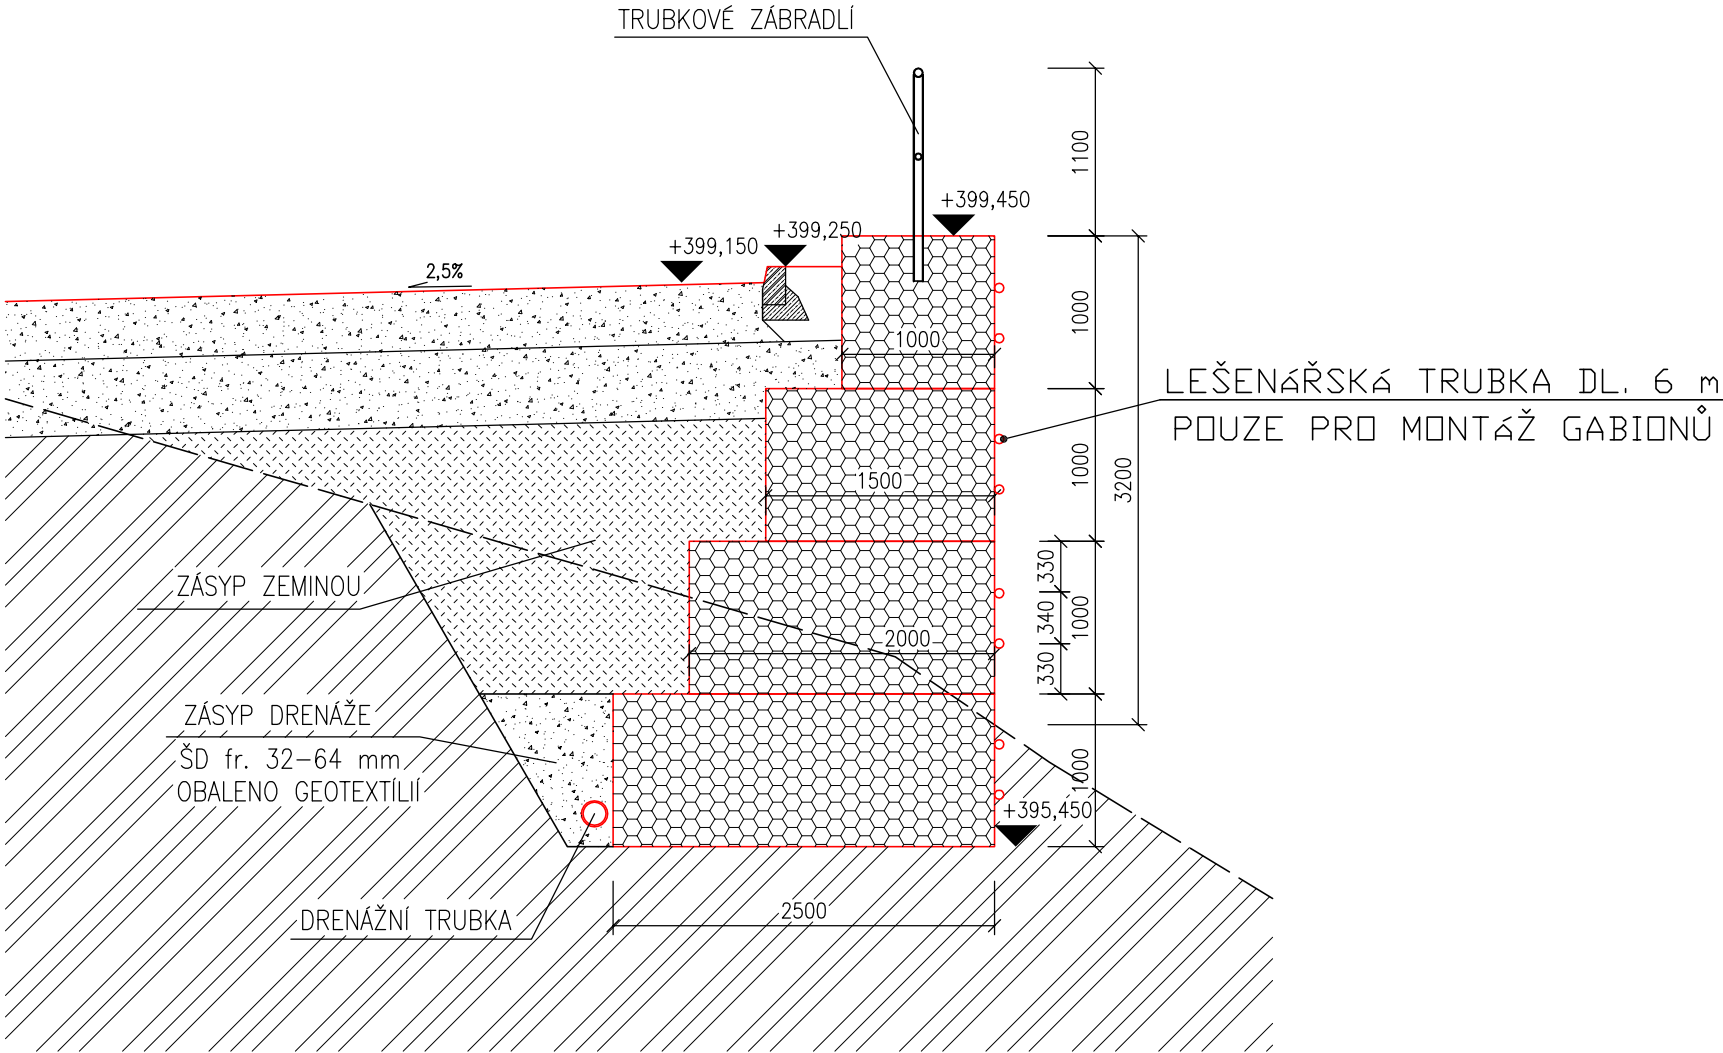 TRUBKOVÉ ZÁBRADLÍ
1100
+399,450
+399,250
+399,150
2,5%
1000
1000
LEŠENÁŘSKÁ TRUBKA DL. 6 m
POUZE PRO MONTÁŽ GABIONŮ
1000
3200
1500
330
340
330
1000
ZÁSYP ZEMINOU
2000
ZÁSYP DRENÁŽE
ŠD fr. 32-64 mm
OBALENO GEOTEXTÍLIÍ
1000
+395,450
DRENÁŽNÍ TRUBKA
2500